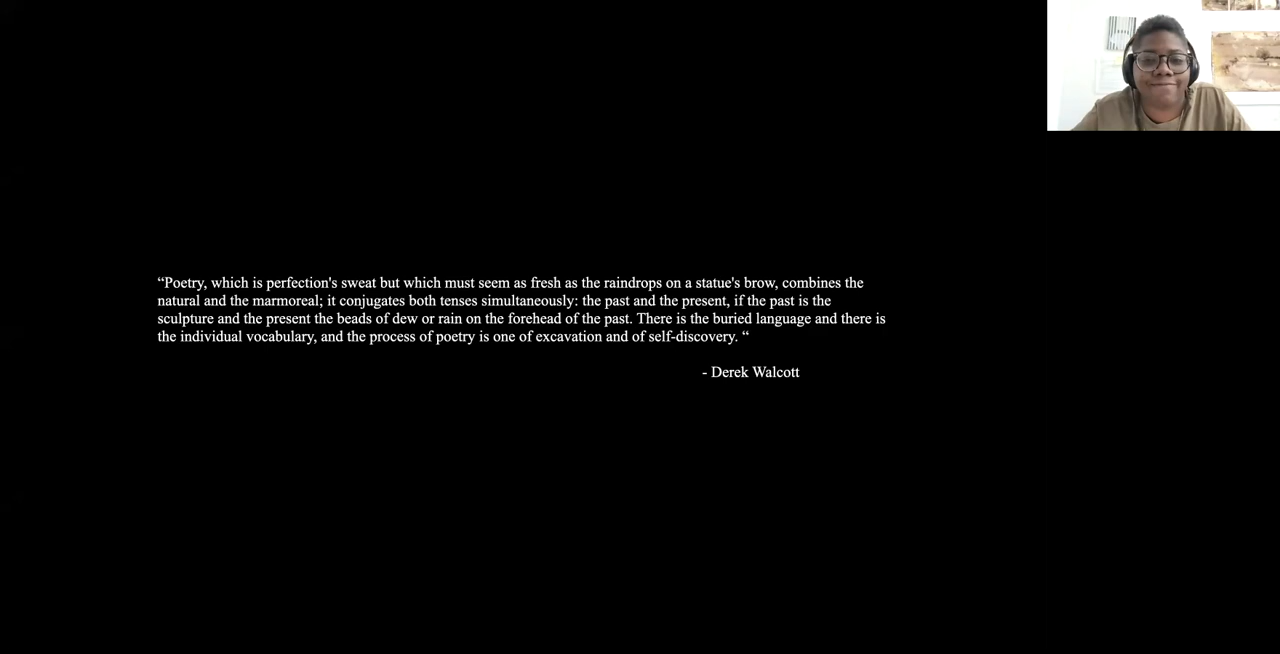 “Poetry, which is perfection's sweat but which must seem as fresh as the raindrops on a statue's brow, combines the
natural and the marmoreal; it conjugates both tenses simultaneously: the past and the present, if the past is the
sculpture and the present the beads of dew or rain on the forehead of the past. There is the buried language and there is
the individual vocabulary, and the process of poetry is one of excavation and of self-discovery. “
- Derek Walcott